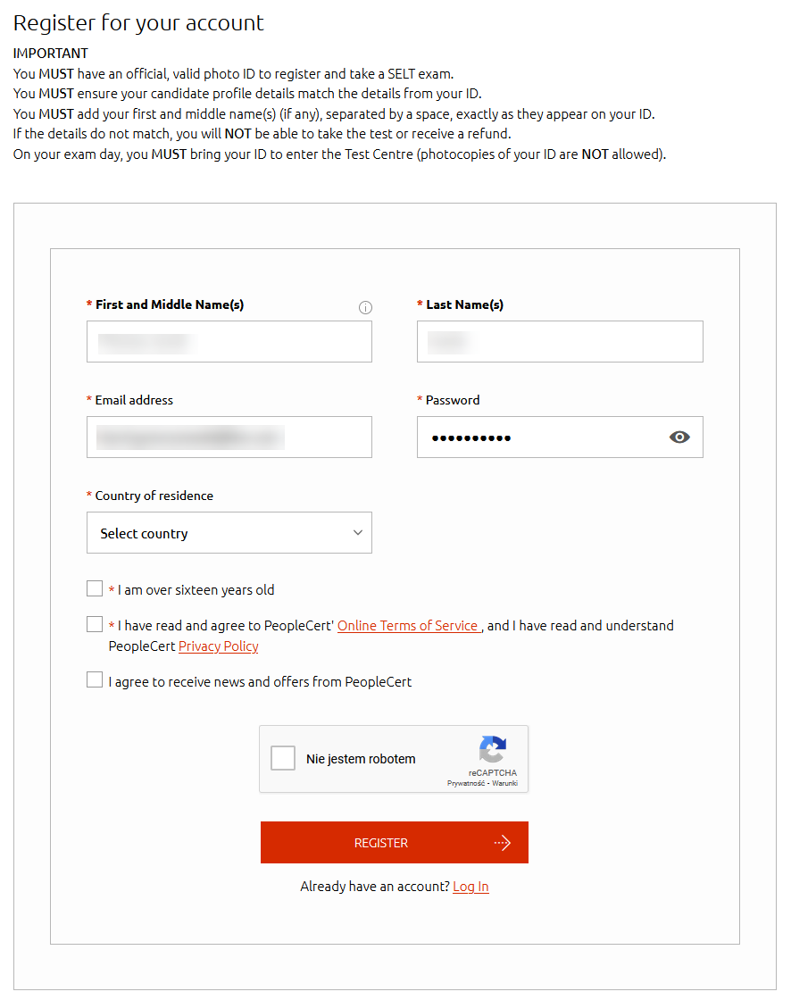 Register for your account
IMPORTANT
You MUST have an official, valid photo ID to register and take a SELT exam.
You MUST ensure your candidate profile details match the details from your ID.
You MUST add your first and middle name(s) (if any), separated by a space, exactly as they appear on your ID.
If the details do not match, you will NOT be able to take the test or receive a refund.
On your exam day, you MUST bring your ID to enter the Test Centre (photocopies of your ID are NOT allowed).
* First and Middle Name(s)
* Last Name(s)
* Email address
* Password
••••••••••
* Country of residence
Select country
* I am over sixteen years old
* I have read and agree to PeopleCert' Online Terms of Service , and I have read and understand
PeopleCert Privacy Policy
I agree to receive news and offers from PeopleCert
Nie jestem robotem
reCAPTCHA
Prywatność - Warunki
REGISTER
Already have an account? Log In